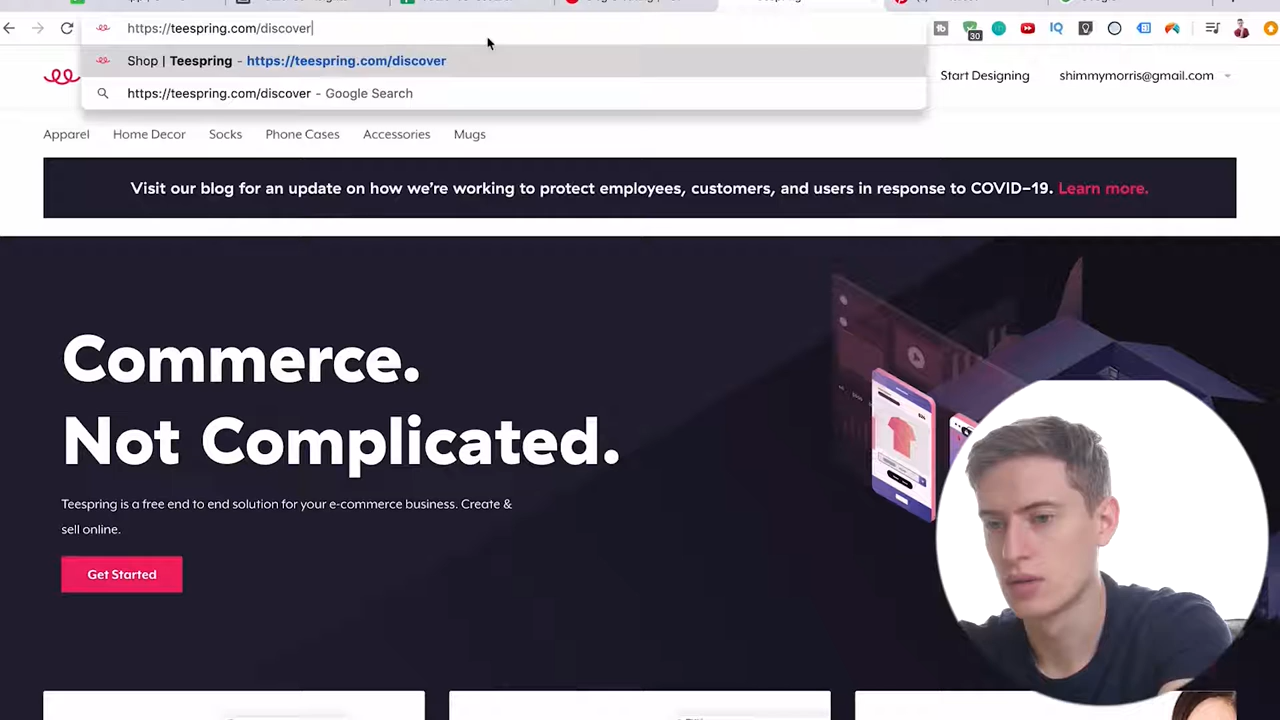 https://teespring.com/discover
30
Shop | Teespring - https://teespring.com/discover
https://teespring.com/discover - Google Search
Start Designing
shimmymorris@gmail.com
Apparel Home Decor Socks Phone Cases Accessories Mugs
Visit our blog for an update on how we're working to protect employees, customers, and users in response to COVID-19. Learn more.
Commerce.
Not Complicated.
Teespring is a free end to end solution for your e-commerce business. Create &
sell online.
Get Started